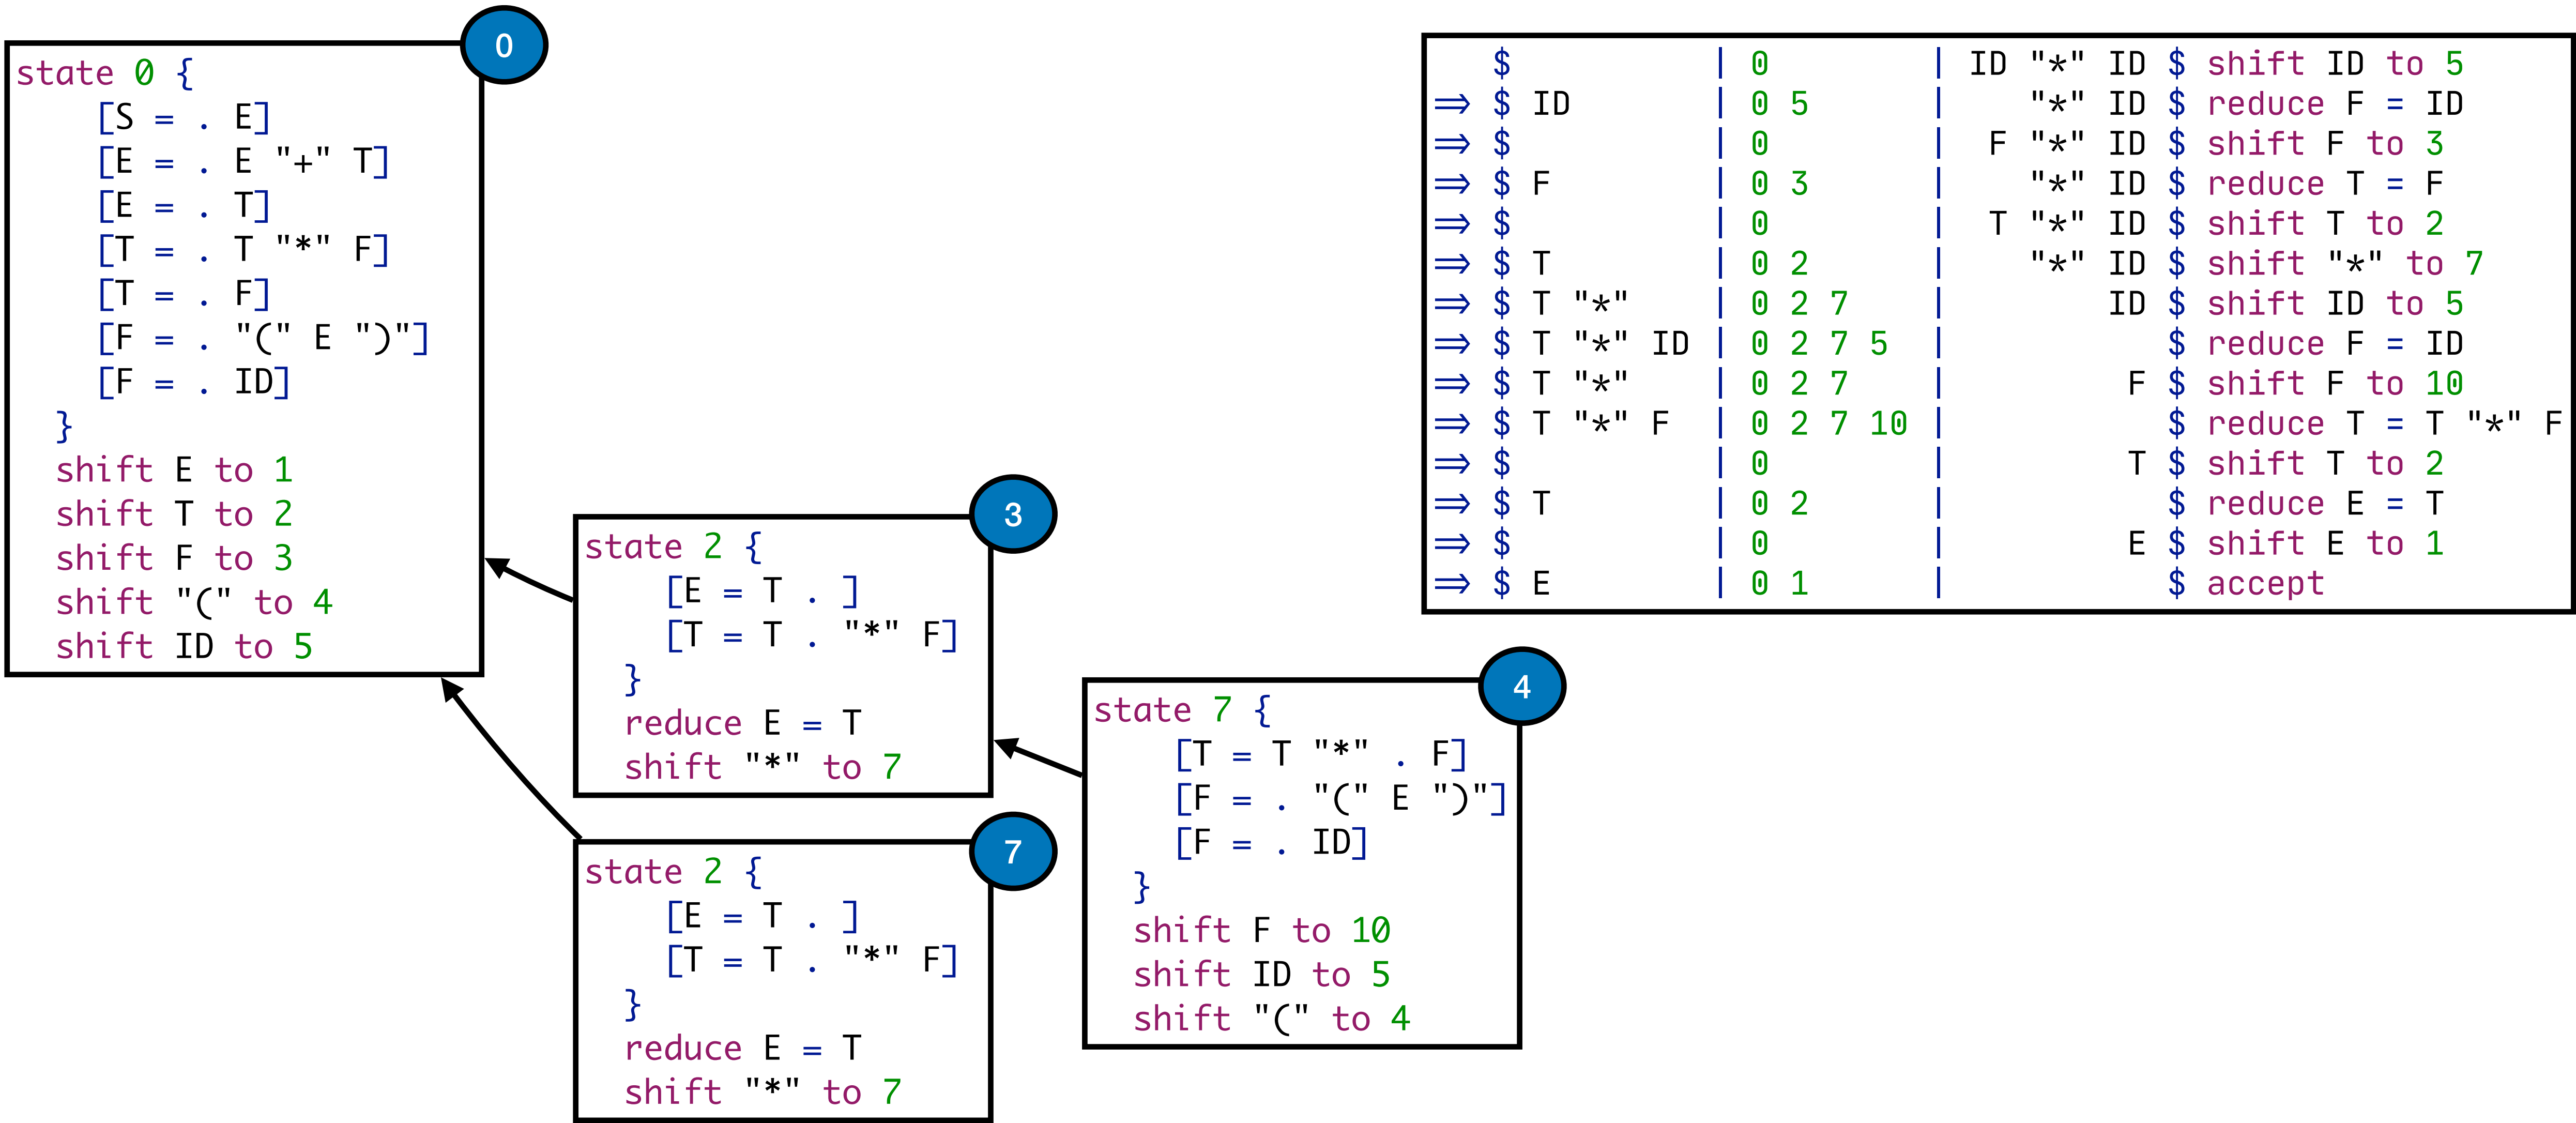 0
state 0 {
[S = . E]
[E = . E "+" T]
[E = . T]
[T = . T "*" F]
[T = . F]
[F = . "(" E ")"]
[F = . ID]
}
shift E to 1
shift T to 2
shift F to 3
shift "(" to 4
shift ID to 5
3
state 2 {
[E = T . ]
[T = T . "*" F]
}
reduce E = T
shift "*" to 7
7
state 2 {
[E = T . ]
[T = T . "*" F]
}
reduce E = T
shift "*" to 7
4
state 7 {
[T = T "*" . F]
[F = . "(" E ")"]
[F = . ID]
}
shift F to 10
shift ID to 5
shift "(" to 4
$ | 0 | ID "*" ID $ shift ID to 5
⇒ $ ID | 0 5 | "*" ID $ reduce F = ID
⇒ $ | 0 | F "*" ID $ shift F to 3
⇒ $ F | 0 3 | "*" ID $ reduce T = F
⇒ $ | 0 | T "*" ID $ shift T to 2
⇒ $ T | 0 2 | "*" ID $ shift "*" to 7
⇒ $ T "*" | 0 2 7 | ID $ shift ID to 5
⇒ $ T "*" ID | 0 2 7 5 | $ reduce F = ID
⇒ $ T "*" | 0 2 7 | F $ shift F to 10
⇒ $ T "*" F | 0 2 7 10 | $ reduce T = T "*" F
⇒ $ | 0 | T $ shift T to 2
⇒ $ T | 0 2 | $ reduce E = T
⇒ $ | 0 | E $ shift E to 1
⇒ $ E | 0 1 | $ accept